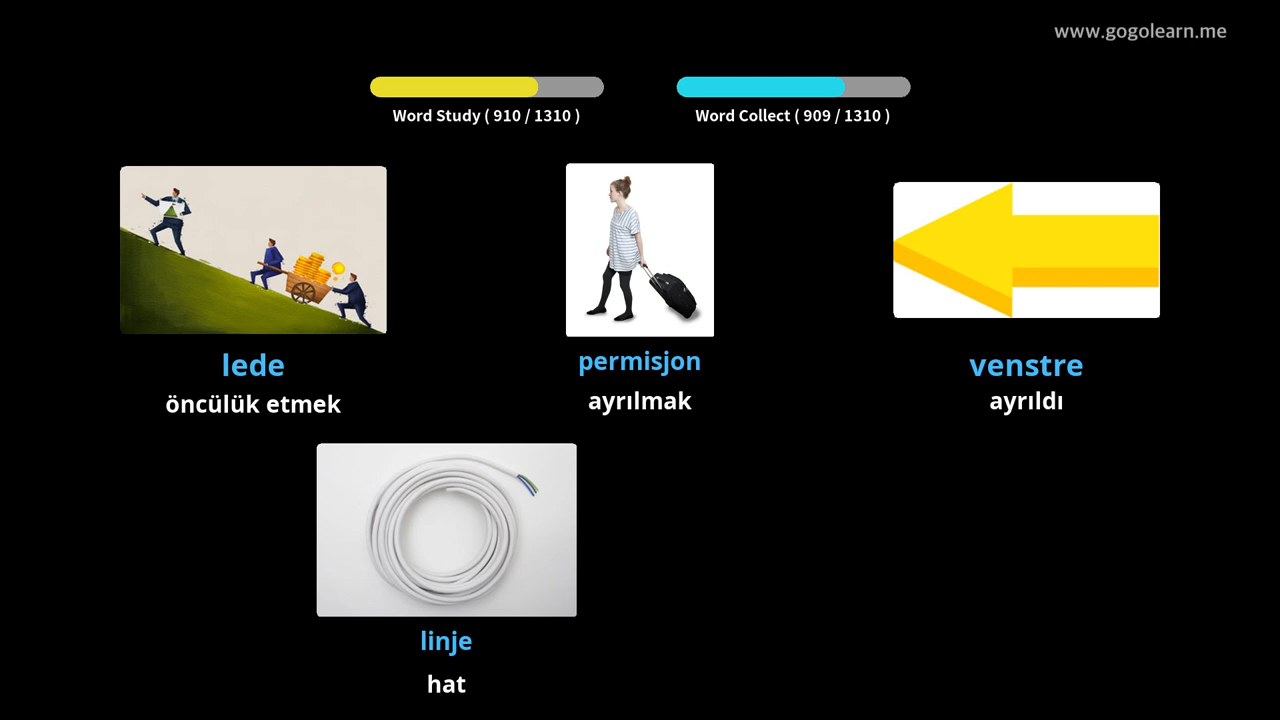 www.gogolearn.me
Word Study ( 910 / 1310 )
Word Collect ( 909 / 1310 )
lede
öncülük etmek
permisjon
ayrılmak
venstre
ayrıldı
linje
hat